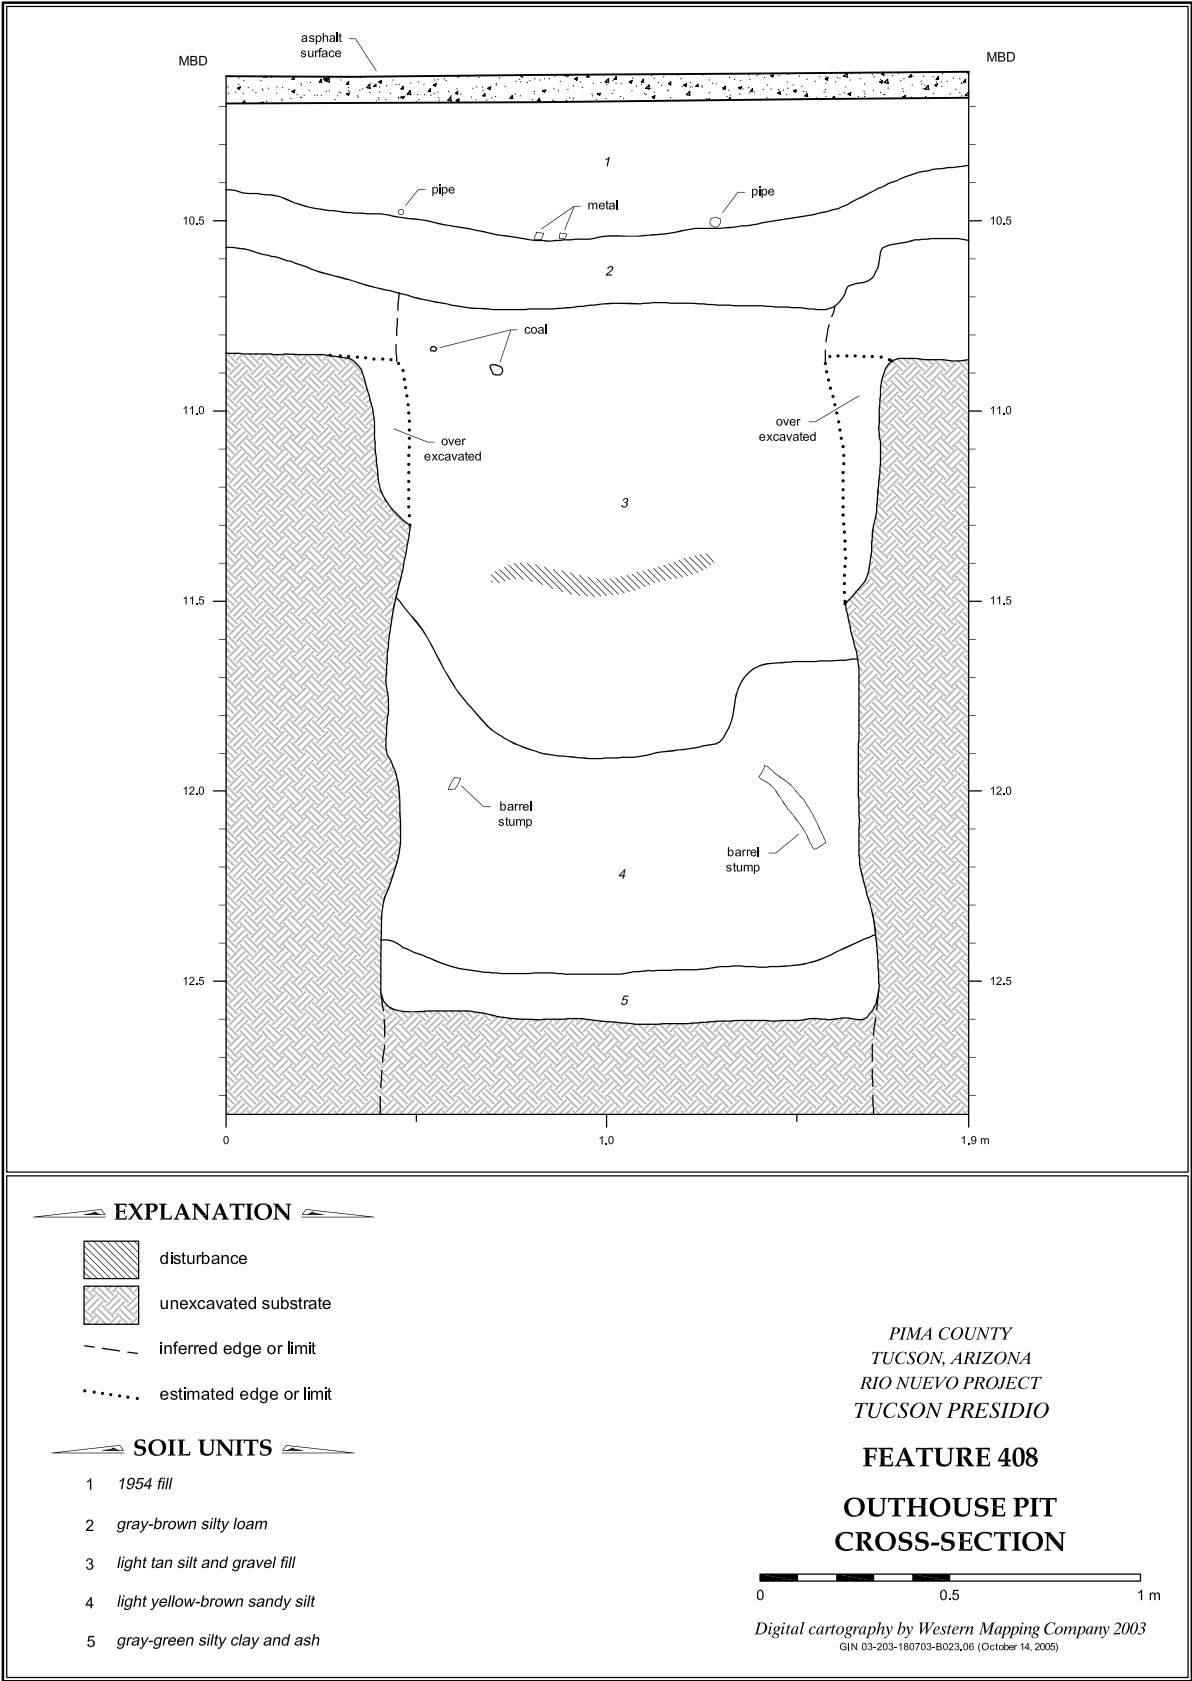 asphalt
surface
MBD
MBD
1
pipe
pipe
metal
10.5
10.5
2
coal
11.0
11.0
over
excavated
over
excavated
3
11.5
11.5
12.0
12.0
barrel
stump
barrel
stump
4
12.5
12.5
5
0
1.0
1.9 m
EXPLANATION
disturbance
unexcavated substrate
inferred edge or limit
estimated edge or limit
SOIL UNITS
1 1954 fill
2 gray-brown silty loam
3 light tan silt and gravel fill
4 light yellow-brown sandy silt
5 gray-green silty clay and ash
PIMA COUNTY
TUCSON, ARIZONA
RIO NUEVO PROJECT
TUCSON PRESIDIO
FEATURE 408
OUTHOUSE PIT
CROSS-SECTION
0 0.5 1 m
Digital cartography by Western Mapping Company 2003
GIN 03-203-180703-B023.06 (October 14, 2005)